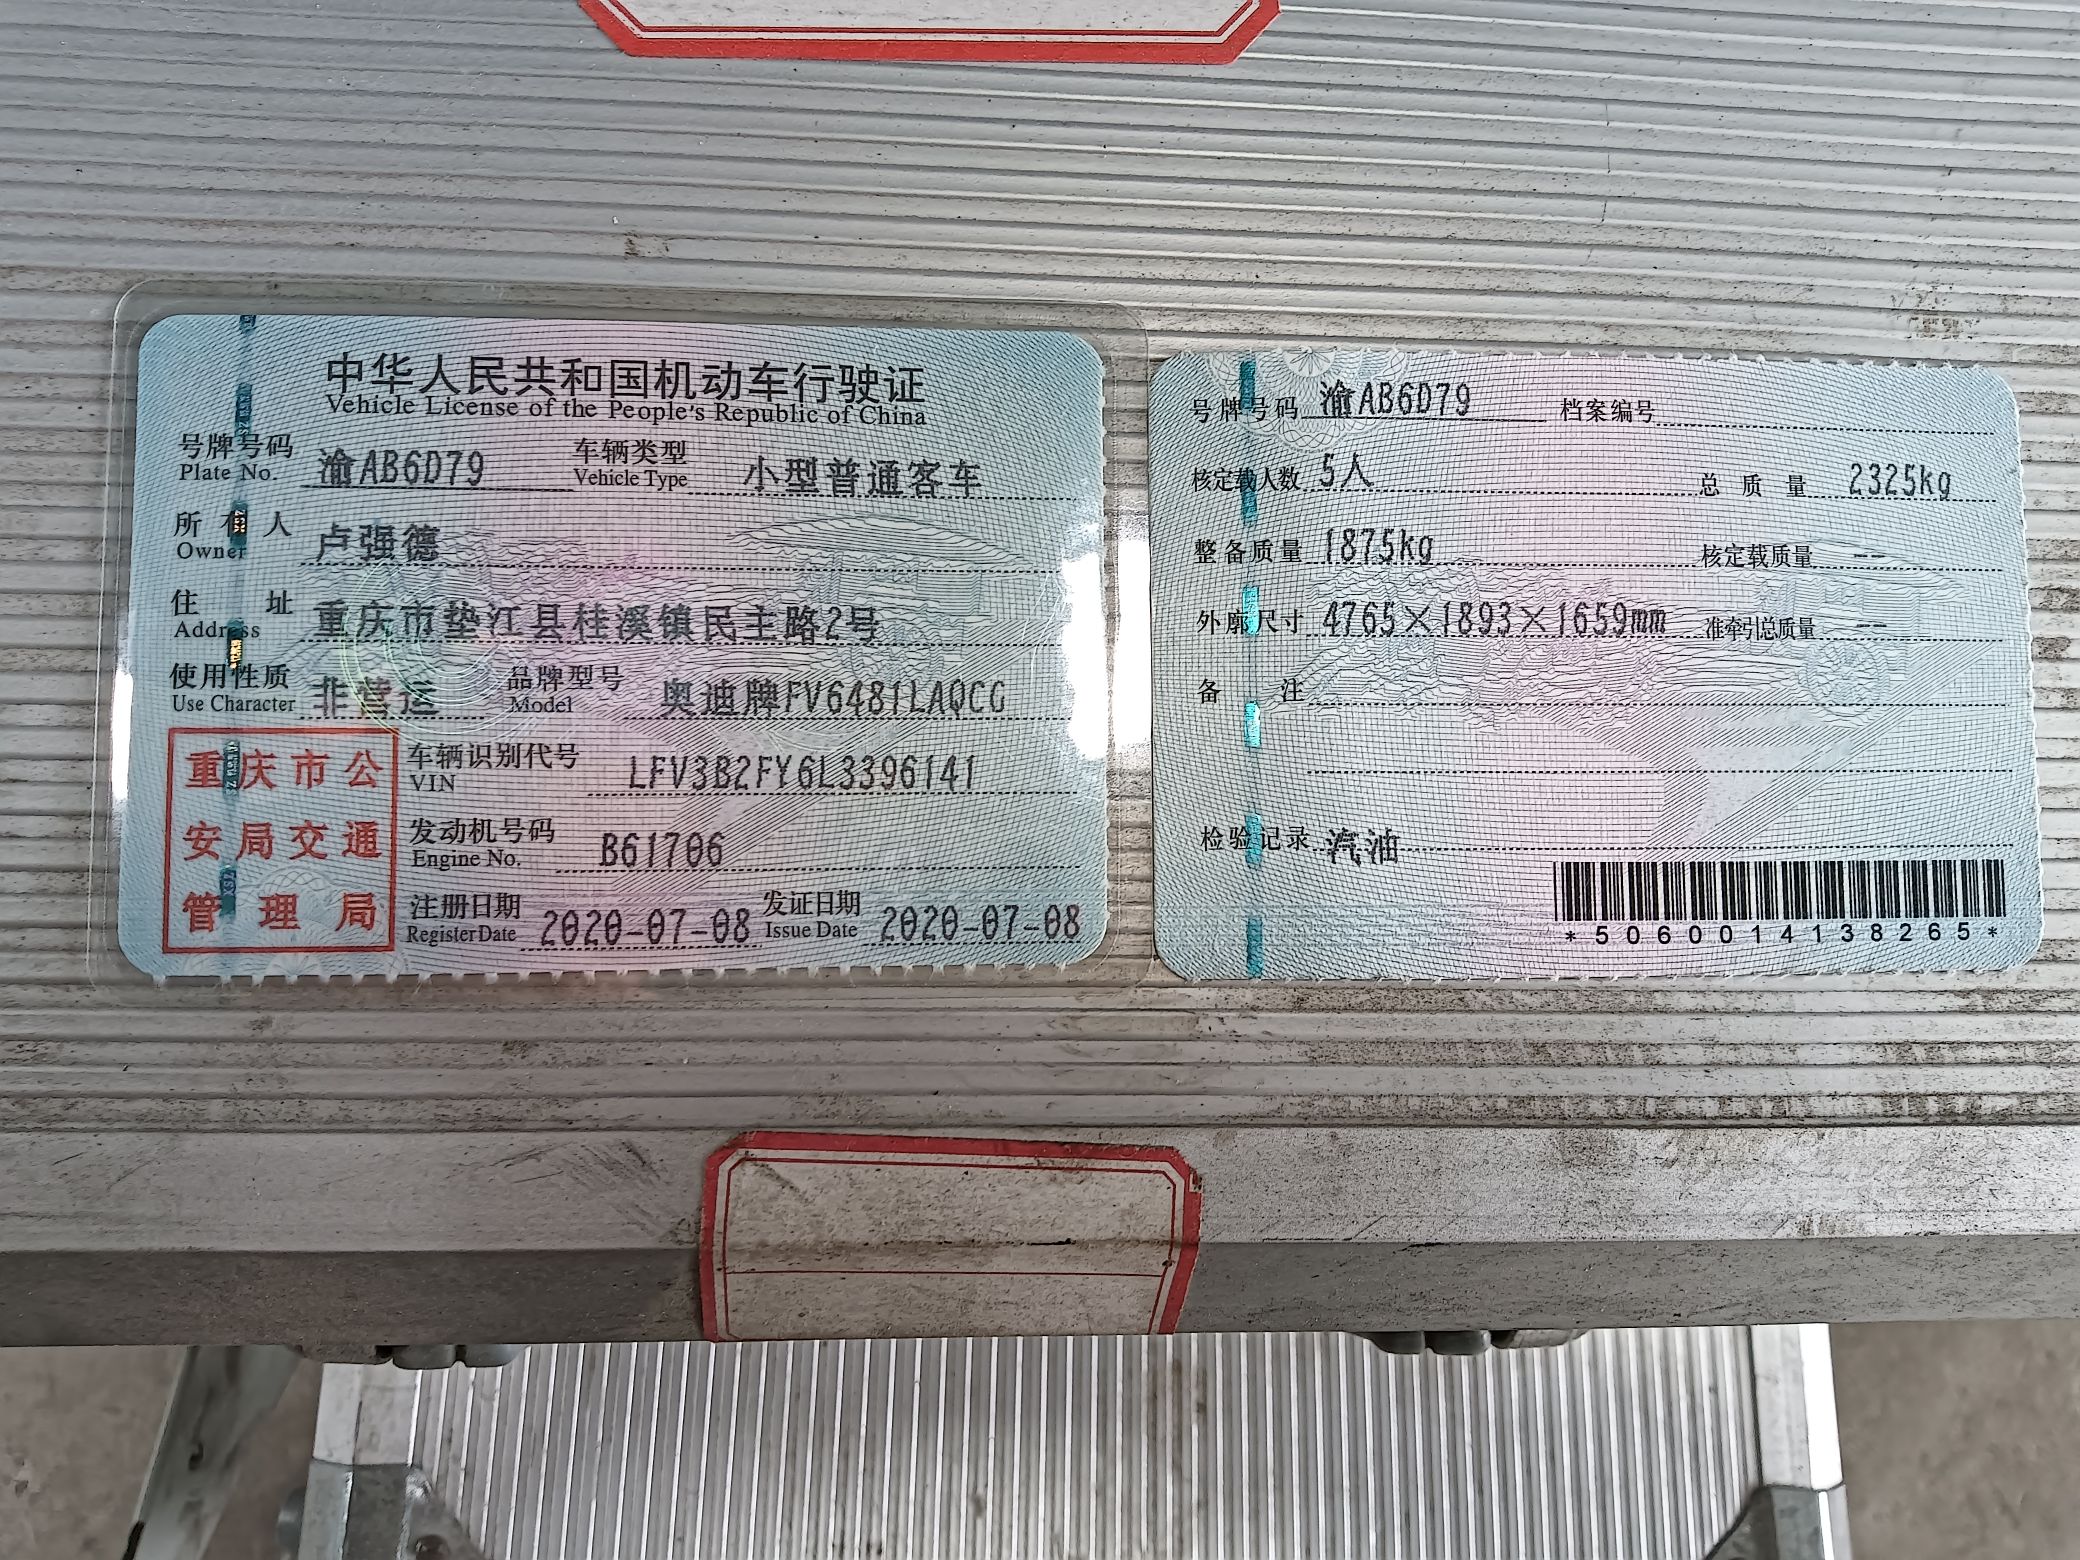 中华人民共和国机动车行驶证
Vehicle License of the People's Republic of China
号牌号码 渝AB6D79 车辆类型 小型普通客车
Plate No. Vehicle Type
所有人 卢强德
Owner
住址 重庆市垫江县桂溪镇民主路2号
Address
使用性质 非营运 品牌型号 奥迪牌FV6481LAQCG
Use Character Model
重庆市公
安局交通
管理局
车辆识别代号 LFV3B2FY6L3396141
VIN
发动机号码 B61706
Engine No.
注册日期 2020-07-08 发证日期 2020-07-08
Register Date Issue Date
号牌号码 渝AB6D79 档案编号
核定载人数 5人 总质量 2325kg
整备质量 1875kg 核定载质量 --
外廓尺寸 4765×1893×1659mm 准牵引总质量 --
备注
检验记录 汽油
*5060014138265*